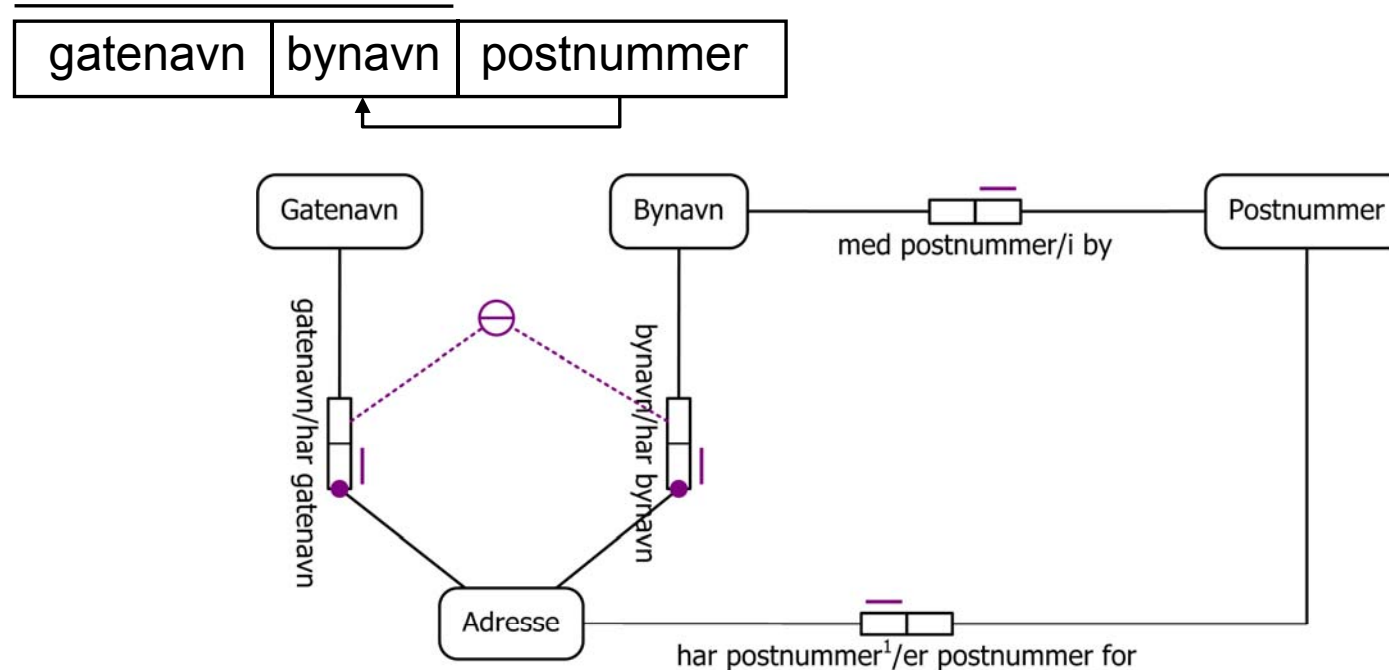 gatenavn bynavn postnummer
Gatenavn
Bynavn
Postnummer
med postnummer/i by
gatenavn/har gatenavn
bynavn/har bynavn
Adresse
har postnummer¹/er postnummer for